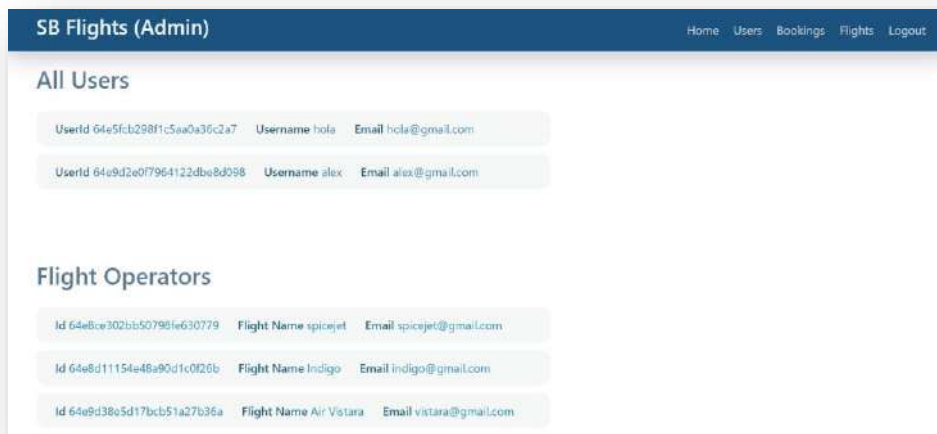 SB Flights (Admin)
Home Users Bookings Flights Logout
All Users
UserId 64e5fcb298f1c5aa0a36c2a7 Username hola Email hola@gmail.com
UserId 64e9d2e0f7964122dbe8d098 Username alex Email alex@gmail.com
Flight Operators
Id 64e8ce302bb50798fe630779 Flight Name spicejet Email spicejet@gmail.com
Id 64e8d11154e48a90d1c0f26b Flight Name Indigo Email indigo@gmail.com
Id 64e9d38e5d17bcb51a27b36a Flight Name Air Vistara Email vistara@gmail.com